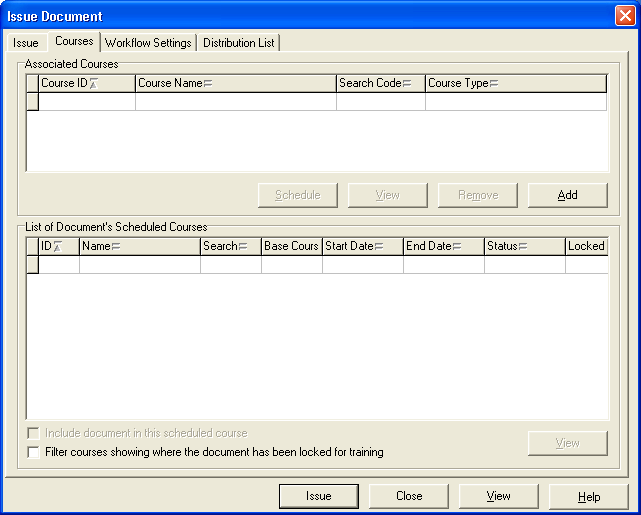 Issue Document
Issue Courses Workflow Settings Distribution List
Associated Courses
Course ID Course Name Search Code Course Type
Schedule View Remove Add
List of Document's Scheduled Courses
ID Name Search Base Cours Start Date End Date Status Locked
Include document in this scheduled course
View
Filter courses showing where the document has been locked for training
Issue Close View Help